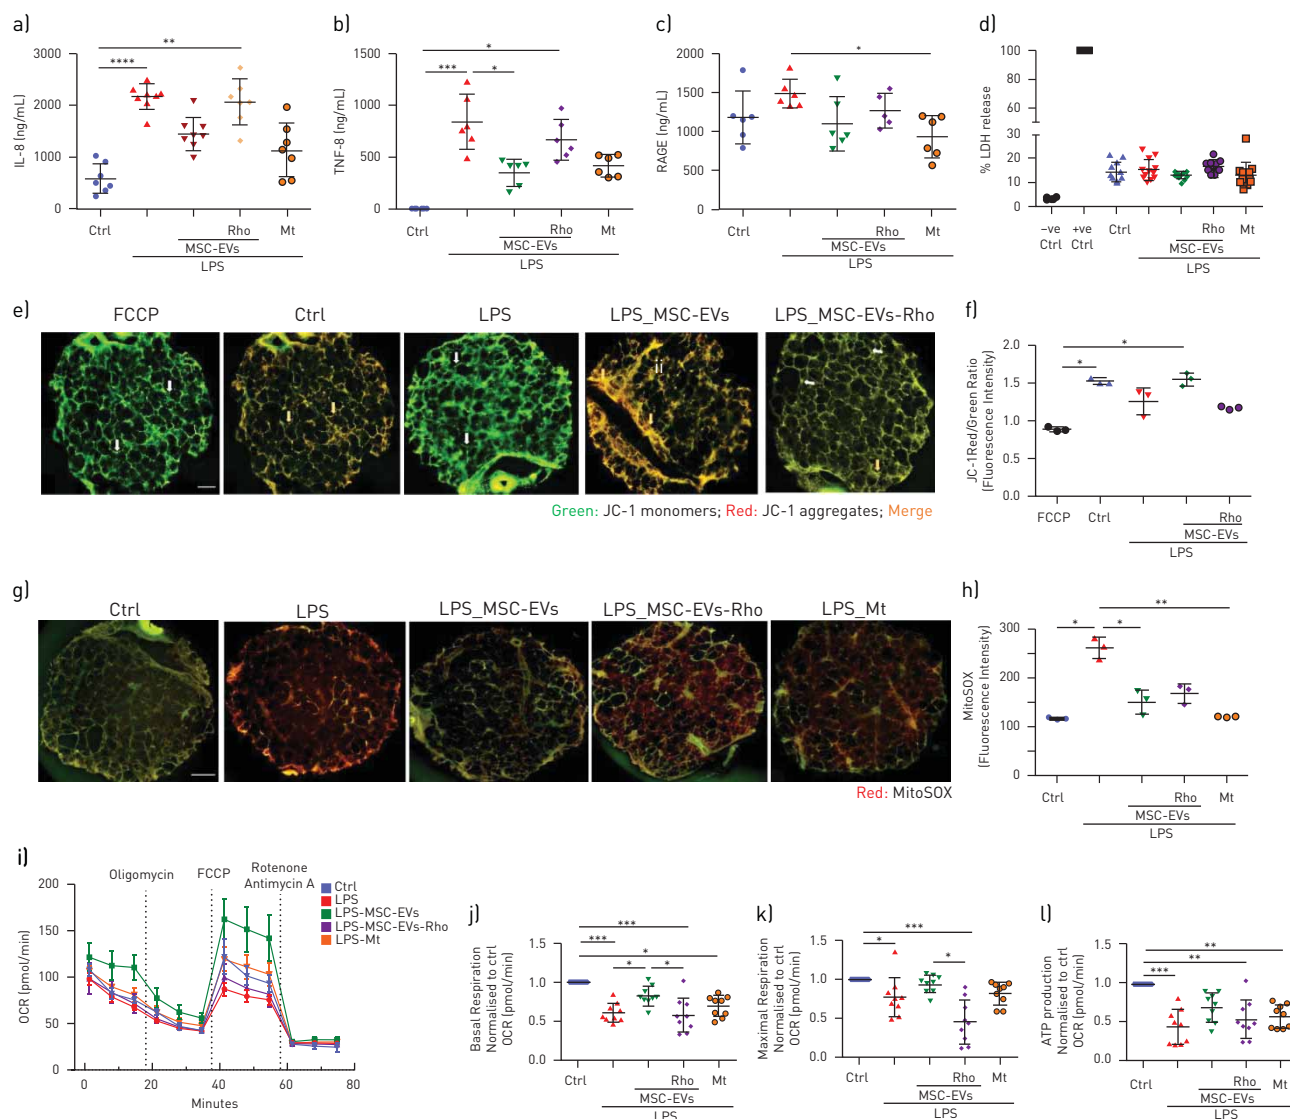 a)
IL-8 (ng/mL)
3000
2000
1000
0
**
****
Ctrl
Rho
Mt
MSC-EVs
LPS
b)
TNF-8 (ng/mL)
1500
1000
500
0
*
***
*
Ctrl
Rho
Mt
MSC-EVs
LPS
c)
RAGE (ng/mL)
2000
1500
1000
500
0
*
Ctrl
Rho
Mt
MSC-EVs
LPS
d)
% LDH release
100
80
60
40
30
20
10
0
–ve Ctrl
+ve Ctrl
Ctrl
Rho
Mt
MSC-EVs
LPS
e)
FCCP
Ctrl
LPS
LPS_MSC-EVs
LPS_MSC-EVs-Rho
Green: JC-1 monomers; Red: JC-1 aggregates; Merge
f)
JC-1Red/Green Ratio
(Fluorescence Intensity)
2.0
1.5
1.0
0.5
0.0
*
*
FCCP
Ctrl
Rho
MSC-EVs
LPS
g)
Ctrl
LPS
LPS_MSC-EVs
LPS_MSC-EVs-Rho
LPS_Mt
Red: MitoSOX
h)
MitoSOX
(Fluorescence Intensity)
300
250
150
100
0
**
*
*
Ctrl
Rho
Mt
MSC-EVs
LPS
i)
OCR (pmol/min)
200
150
100
50
0
Oligomycin
FCCP
Rotenone
Antimycin A
Ctrl
LPS
LPS-MSC-EVs
LPS-MSC-EVs-Rho
LPS-Mt
0
20
40
60
80
Minutes
j)
Basal Respiration
Normalised to ctrl
OCR (pmol/min)
1.5
1.0
0.5
0.0
***
***
*
*
*
Ctrl
Rho
Mt
MSC-EVs
LPS
k)
Maximal Respiration
Normalised to ctrl
OCR (pmol/min)
1.5
1.0
0.5
0.0
***
*
*
Ctrl
Rho
Mt
MSC-EVs
LPS
l)
ATP production
Normalised to ctrl
OCR (pmol/min)
1.5
1.0
0.5
0.0
**
**
***
Ctrl
Rho
Mt
MSC-EVs
LPS